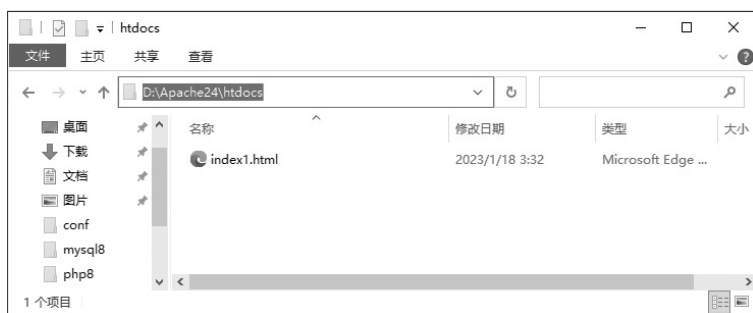 htdocs
文件 主页 共享 查看
D:\Apache24\htdocs
桌面 名称 修改日期 类型 大小
下载 index1.html 2023/1/18 3:32 Microsoft Edge ...
文档
图片
conf
mysql8
php8
1 个项目